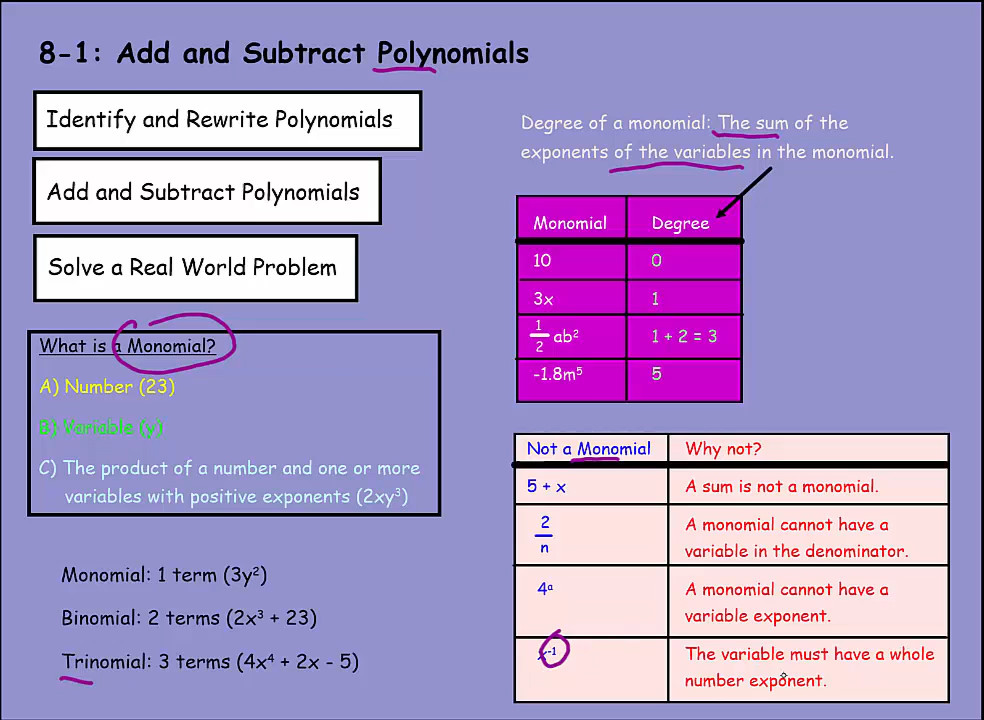 8-1: Add and Subtract Polynomials
Identify and Rewrite Polynomials
Add and Subtract Polynomials
Solve a Real World Problem
What is a Monomial?
A) Number (23)
B) Variable (y)
C) The product of a number and one or more
variables with positive exponents (2xy³)
Monomial: 1 term (3y²)
Binomial: 2 terms (2x³ + 23)
Trinomial: 3 terms (4x⁴ + 2x - 5)
Degree of a monomial: The sum of the
exponents of the variables in the monomial.
Monomial Degree
10 0
3x 1
1/2 ab² 1 + 2 = 3
-1.8m⁵ 5
Not a Monomial Why not?
5 + x A sum is not a monomial.
2/n A monomial cannot have a
variable in the denominator.
4ᵃ A monomial cannot have a
variable exponent.
x⁻¹ The variable must have a whole
number exponent.